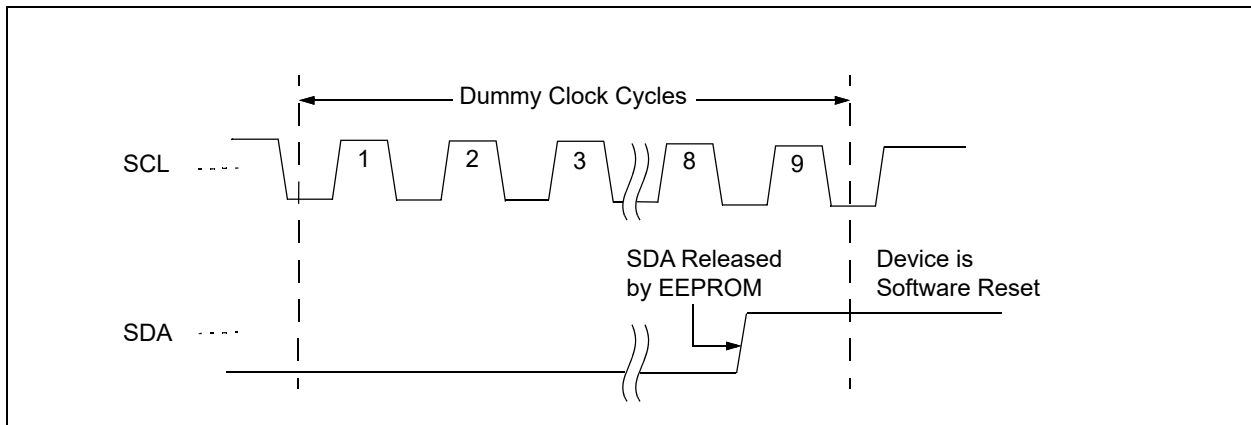 Dummy Clock Cycles
SCL
1
2
3
8
9
SDA Released
by EEPROM
Device is
Software Reset
SDA